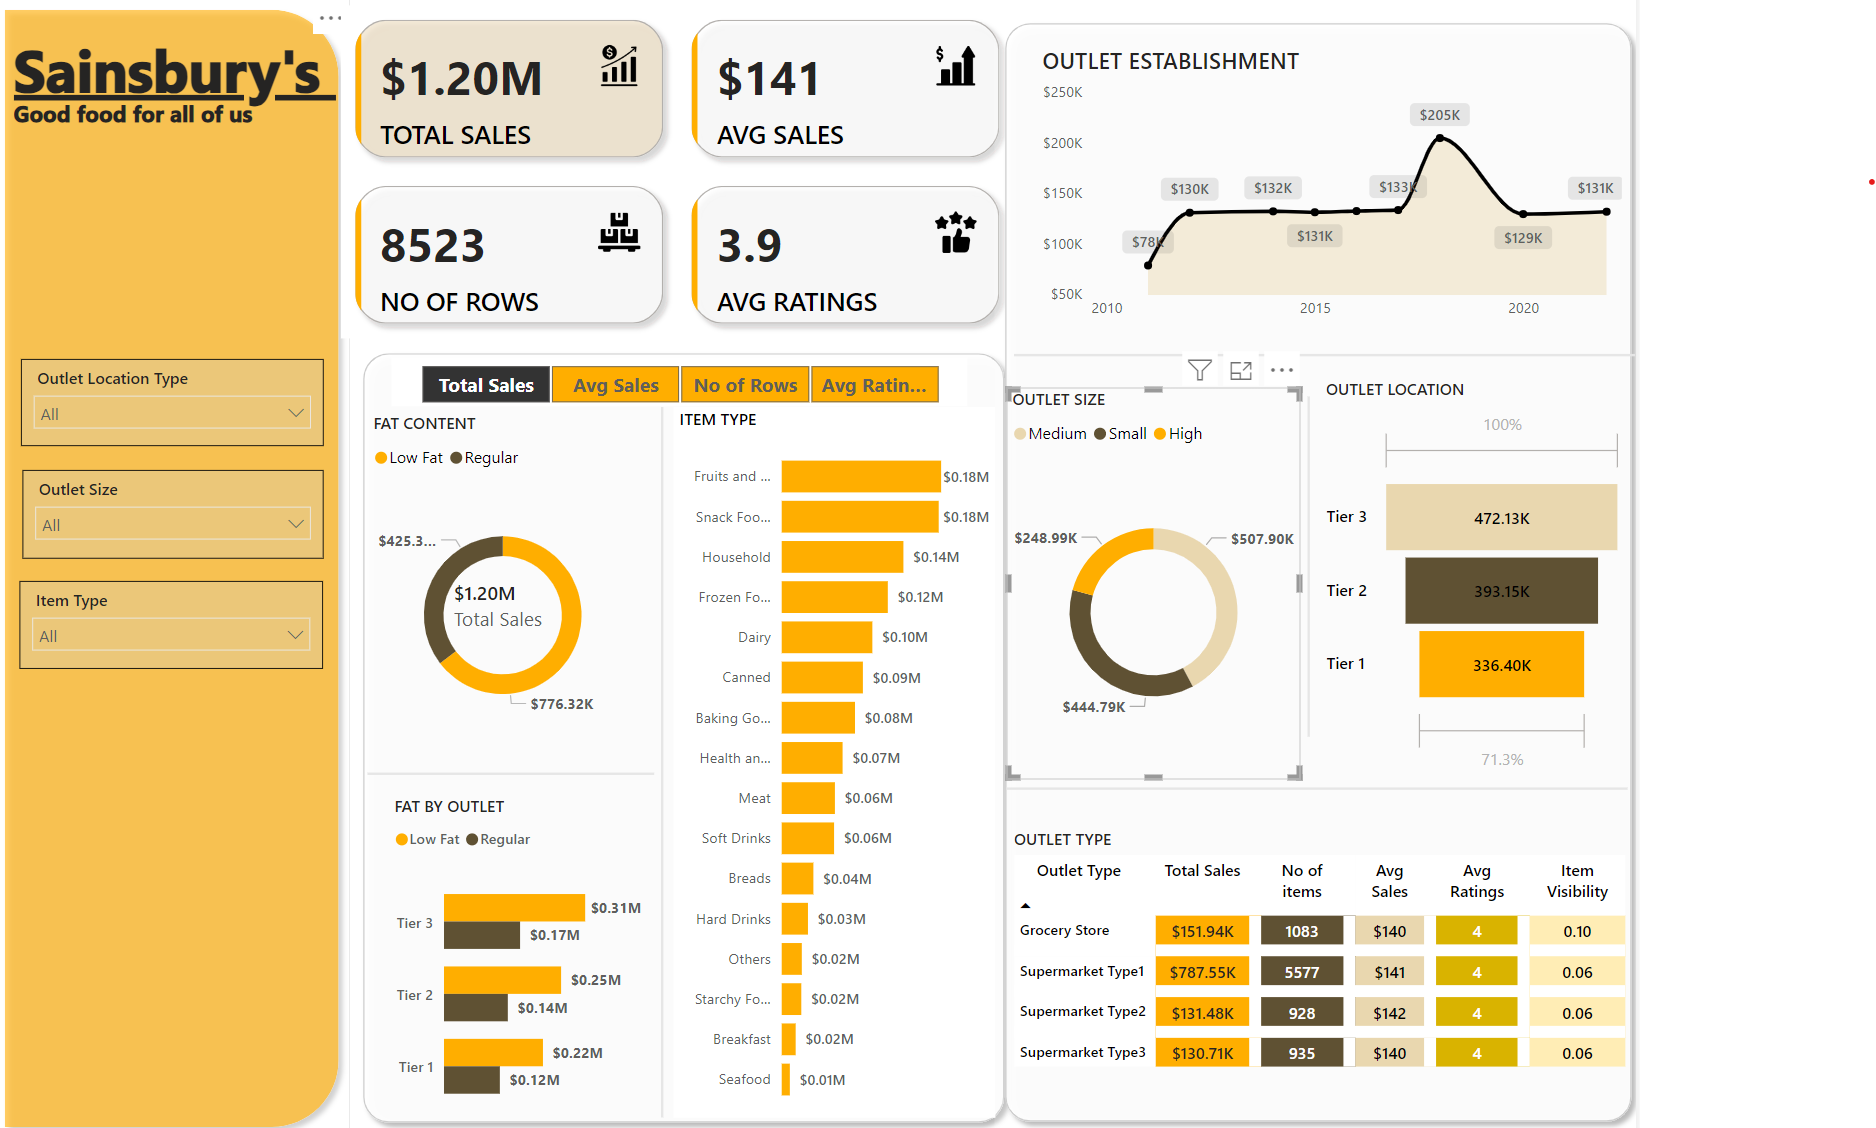 Sainsbury's
Good food for all of us
Outlet Location Type
All
Outlet Size
All
Item Type
All
$1.20M
TOTAL SALES
$141
AVG SALES
8523
NO OF ROWS
3.9
AVG RATINGS
OUTLET ESTABLISHMENT
$250K
$200K
$150K
$100K
$50K
$78K
$130K
$132K
$131K
$133K
$205K
$129K
$131K
2010
2015
2020
Total Sales
Avg Sales
No of Rows
Avg Ratin...
FAT CONTENT
Low Fat
Regular
$425.3...
$1.20M
Total Sales
$776.32K
FAT BY OUTLET
Low Fat
Regular
Tier 3
$0.31M
$0.17M
Tier 2
$0.25M
$0.14M
Tier 1
$0.22M
$0.12M
ITEM TYPE
Fruits and ...
$0.18M
Snack Foo...
$0.18M
Household
$0.14M
Frozen Fo...
$0.12M
Dairy
$0.10M
Canned
$0.09M
Baking Go...
$0.08M
Health an...
$0.07M
Meat
$0.06M
Soft Drinks
$0.06M
Breads
$0.04M
Hard Drinks
$0.03M
Others
$0.02M
Starchy Fo...
$0.02M
Breakfast
$0.02M
Seafood
$0.01M
OUTLET SIZE
Medium
Small
High
$248.99K
$507.90K
$444.79K
OUTLET LOCATION
100%
Tier 3
472.13K
Tier 2
393.15K
Tier 1
336.40K
71.3%
OUTLET TYPE
Outlet Type Total Sales No of items Avg Sales Avg Ratings Item Visibility
Grocery Store $151.94K 1083 $140 4 0.10
Supermarket Type1 $787.55K 5577 $141 4 0.06
Supermarket Type2 $131.48K 928 $142 4 0.06
Supermarket Type3 $130.71K 935 $140 4 0.06